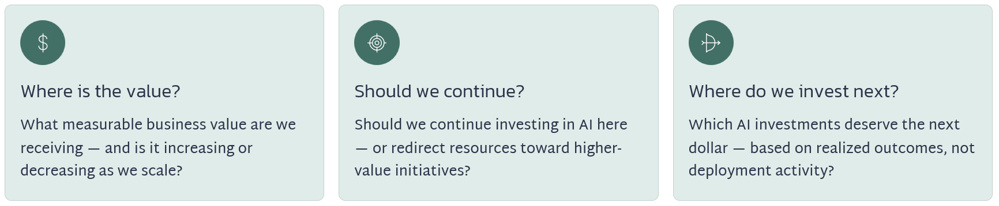 $
Where is the value?
What measurable business value are we
receiving — and is it increasing or
decreasing as we scale?
Should we continue?
Should we continue investing in AI here
— or redirect resources toward higher-
value initiatives?
Where do we invest next?
Which AI investments deserve the next
dollar — based on realized outcomes, not
deployment activity?